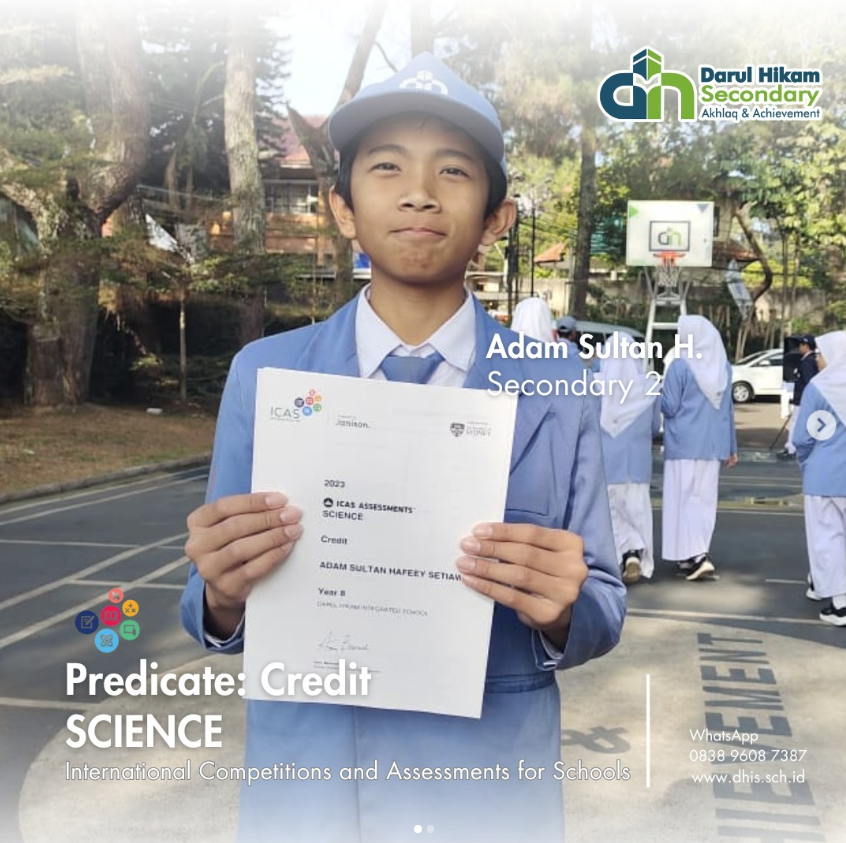 Darul Hikam
Secondary
Akhlaq & Achievement
dh
Adam Sultan H.
Secondary 2
ICAS
Janison.
2023
ICAS ASSESSMENTS
SCIENCE
Credit
ADAM SULTAN HAFEEY SETIAW
Year 8
DARUL HIKAM INTEGRATED SCHOOL
Predicate: Credit
SCIENCE
International Competitions and Assessments for Schools
&
WhatsApp
0838 9608 7387
www.dhis.sch.id